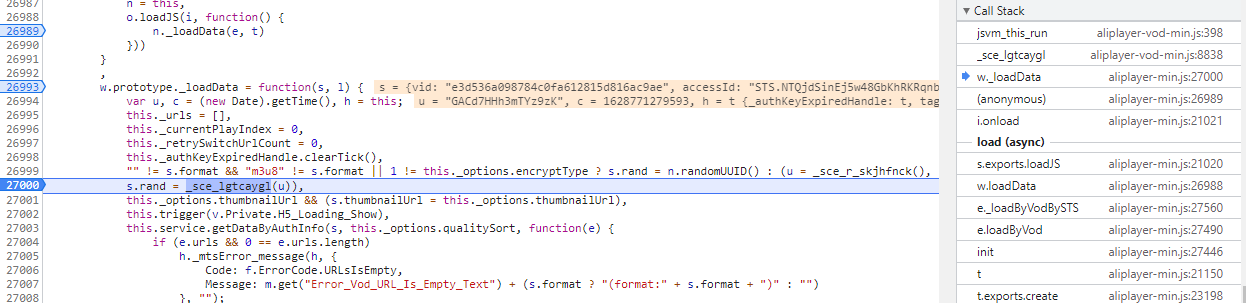 26987 n = this,
26988 o.loadJS(i, function() {
26989 n._loadData(e, t)
26990 }))
26991 }
26992 ,
26993 w.prototype._loadData = function(s, l) { s = {vid: "e3d536a098784c0fa612815d816ac9ae", accessId: "STS.NTQjdSinEj5w48GbKhRKRqnb
26994 var u, c = (new Date).getTime(), h = this; u = "GACd7HHh3mTYz9zK", c = 1628771279593, h = t {_authKeyExpiredHandle: t, tag
26995 this._urls = [],
26996 this._currentPlayIndex = 0,
26997 this._retrySwitchUrlCount = 0,
26998 this._authKeyExpiredHandle.clearTick(),
26999 "" != s.format && "m3u8" != s.format || 1 != this._options.encryptType ? s.rand = n.randomUUID() : (u = _sce_r_skjhfnck(),
27000 s.rand = _sce_lgtcaygl(u)),
27001 this._options.thumbnailUrl && (s.thumbnailUrl = this._options.thumbnailUrl),
27002 this.trigger(v.Private.H5_Loading_Show),
27003 this.service.getDataByAuthInfo(s, this._options.qualitySort, function(e) {
27004 if (e.urls && 0 == e.urls.length)
27005 h._mtsError_message(h, {
27006 Code: f.ErrorCode.URLsIsEmpty,
27007 Message: m.get("Error_Vod_URL_Is_Empty_Text") + (s.format ? "(format:" + s.format + ")" : "")
}, "");
Call Stack
jsvm_this_run aliplayer-vod-min.js:398
_sce_lgtcaygl aliplayer-vod-min.js:8838
w._loadData aliplayer-min.js:27000
(anonymous) aliplayer-min.js:26989
i.onload aliplayer-min.js:21021
load (async)
s.exports.loadJS aliplayer-min.js:21020
w.loadData aliplayer-min.js:26988
e._loadByVodBySTS aliplayer-min.js:27560
e.loadByVod aliplayer-min.js:27490
init aliplayer-min.js:27446
t aliplayer-min.js:21150
t.exports.create aliplayer-min.js:23198